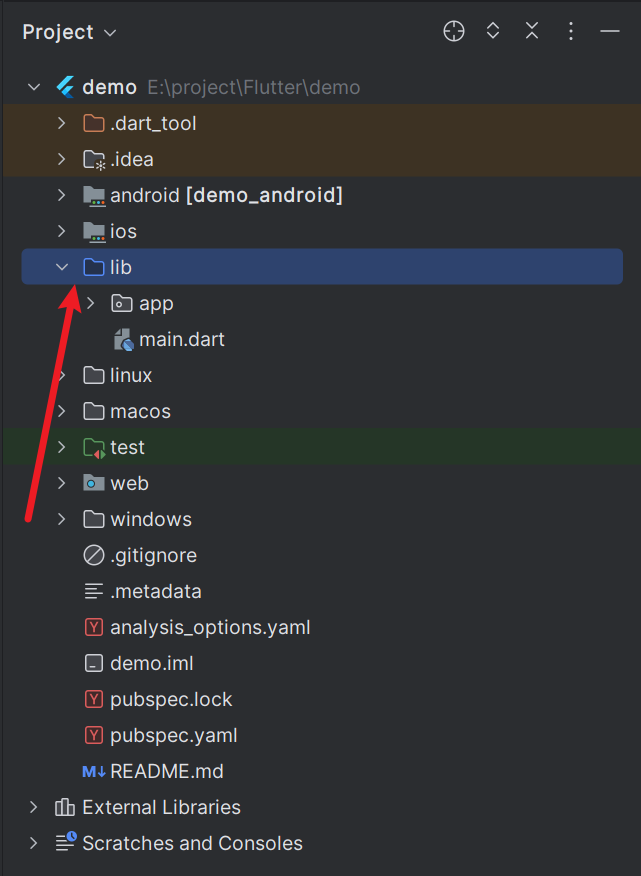 Project
demo E:\project\Flutter\demo
.dart_tool
.idea
android [demo_android]
ios
lib
app
main.dart
linux
macos
test
web
windows
.gitignore
.metadata
analysis_options.yaml
demo.iml
pubspec.lock
pubspec.yaml
README.md
External Libraries
Scratches and Consoles